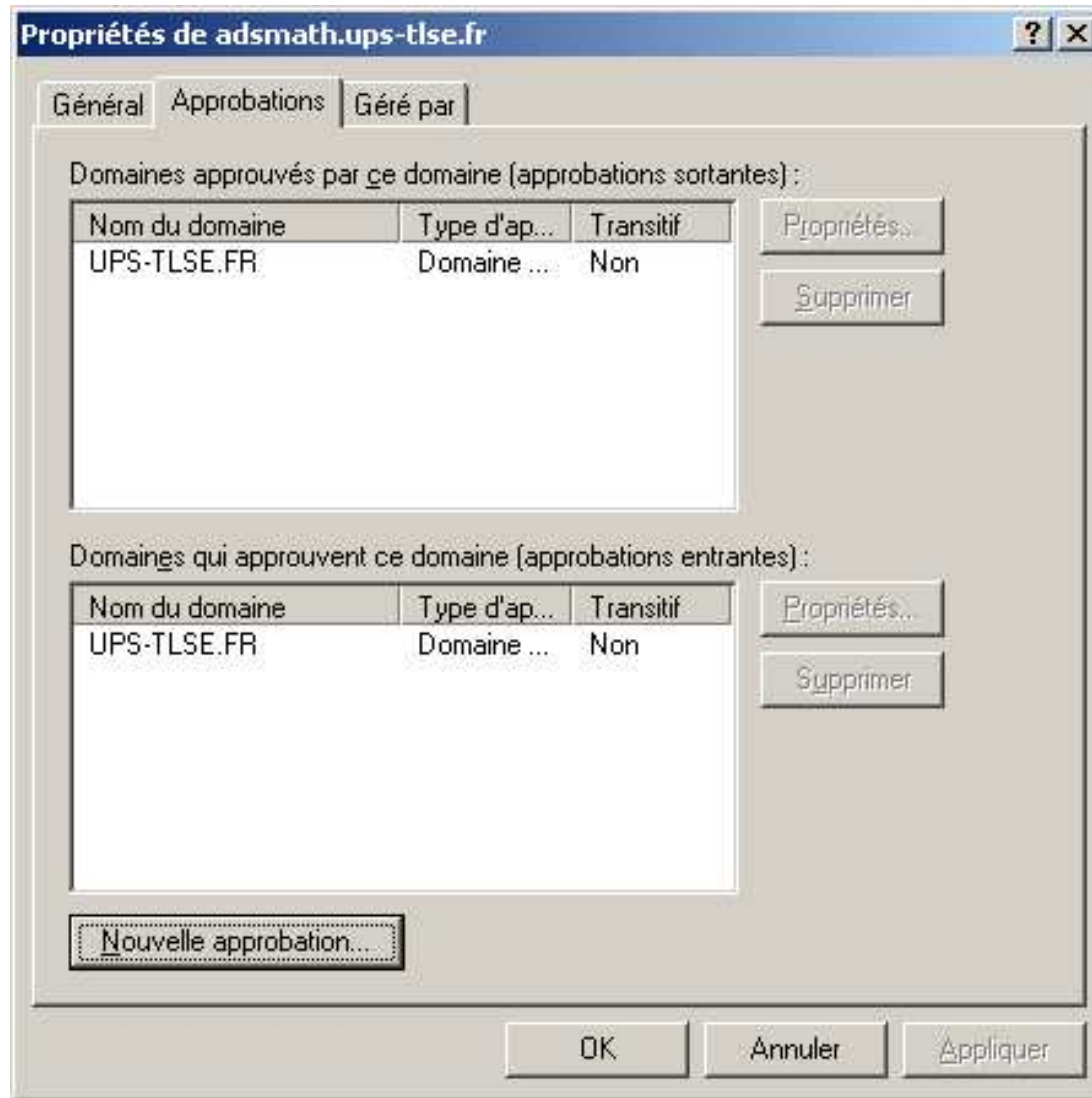 Propriétés de adsmath.ups-tlse.fr
Général Approbations Géré par
Domaines approuvés par ce domaine (approbations sortantes) :
Nom du domaine Type d'ap... Transitif Propriétés...
UPS-TLSE.FR Domaine ... Non
Supprimer
Domaines qui approuvent ce domaine (approbations entrantes) :
Nom du domaine Type d'ap... Transitif Propriétés...
UPS-TLSE.FR Domaine ... Non
Supprimer
Nouvelle approbation...
OK Annuler Appliquer